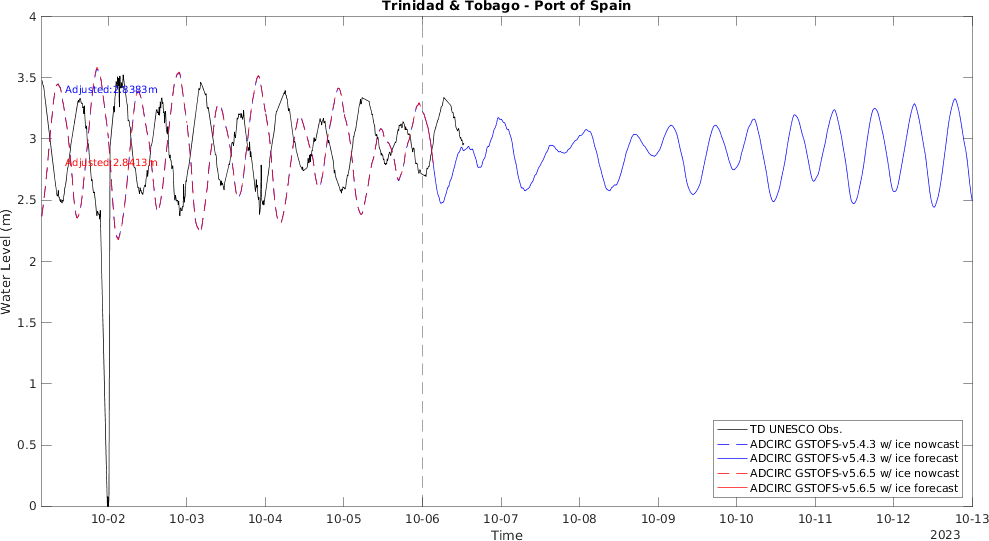 Trinidad & Tobago - Port of Spain
4
3.5
3
2.5
2
1.5
1
0.5
0
Water Level (m)
Adjusted:2.8383m
Adjusted:2.8413m
TD UNESCO Obs.
ADCIRC GSTOFS-v5.4.3 w/ ice nowcast
ADCIRC GSTOFS-v5.4.3 w/ ice forecast
ADCIRC GSTOFS-v5.6.5 w/ ice nowcast
ADCIRC GSTOFS-v5.6.5 w/ ice forecast
10-02 10-03 10-04 10-05 10-06 10-07 10-08 10-09 10-10 10-11 10-12 10-13
Time
2023